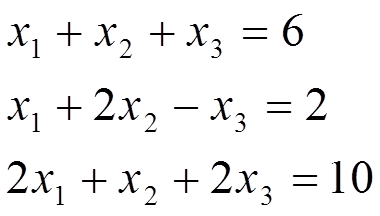 x₁ + x₂ + x₃ = 6
x₁ + 2x₂ − x₃ = 2
2x₁ + x₂ + 2x₃ = 10